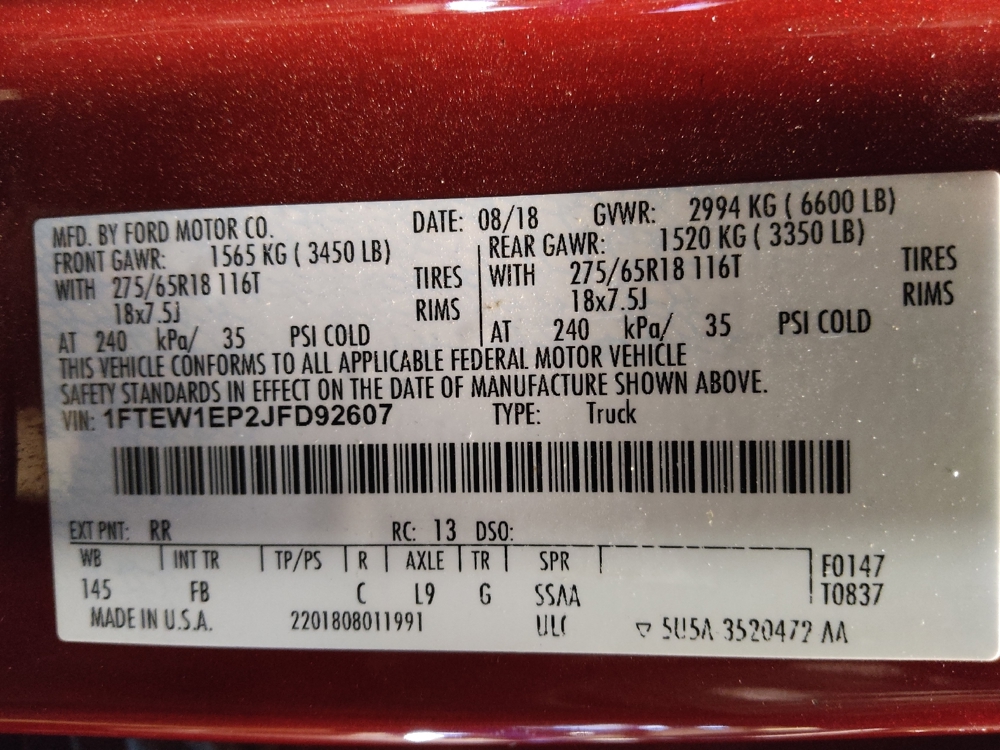 MFD. BY FORD MOTOR CO. DATE: 08/18 GVWR: 2994 KG ( 6600 LB)
FRONT GAWR: 1565 KG ( 3450 LB) REAR GAWR: 1520 KG ( 3350 LB)
WITH 275/65R18 116T TIRES WITH 275/65R18 116T TIRES
18x7.5J RIMS 18x7.5J RIMS
AT 240 kPa/ 35 PSI COLD AT 240 kPa/ 35 PSI COLD
THIS VEHICLE CONFORMS TO ALL APPLICABLE FEDERAL MOTOR VEHICLE
SAFETY STANDARDS IN EFFECT ON THE DATE OF MANUFACTURE SHOWN ABOVE.
VIN: 1FTEW1EP2JFD92607 TYPE: Truck
EXT PNT: RR RC: 13 DSO:
WB INT TR TP/PS R AXLE TR SPR F0147
145 FB C L9 G SSAA T0837
MADE IN U.S.A. 2201808011991 5U5A 3520472 AA